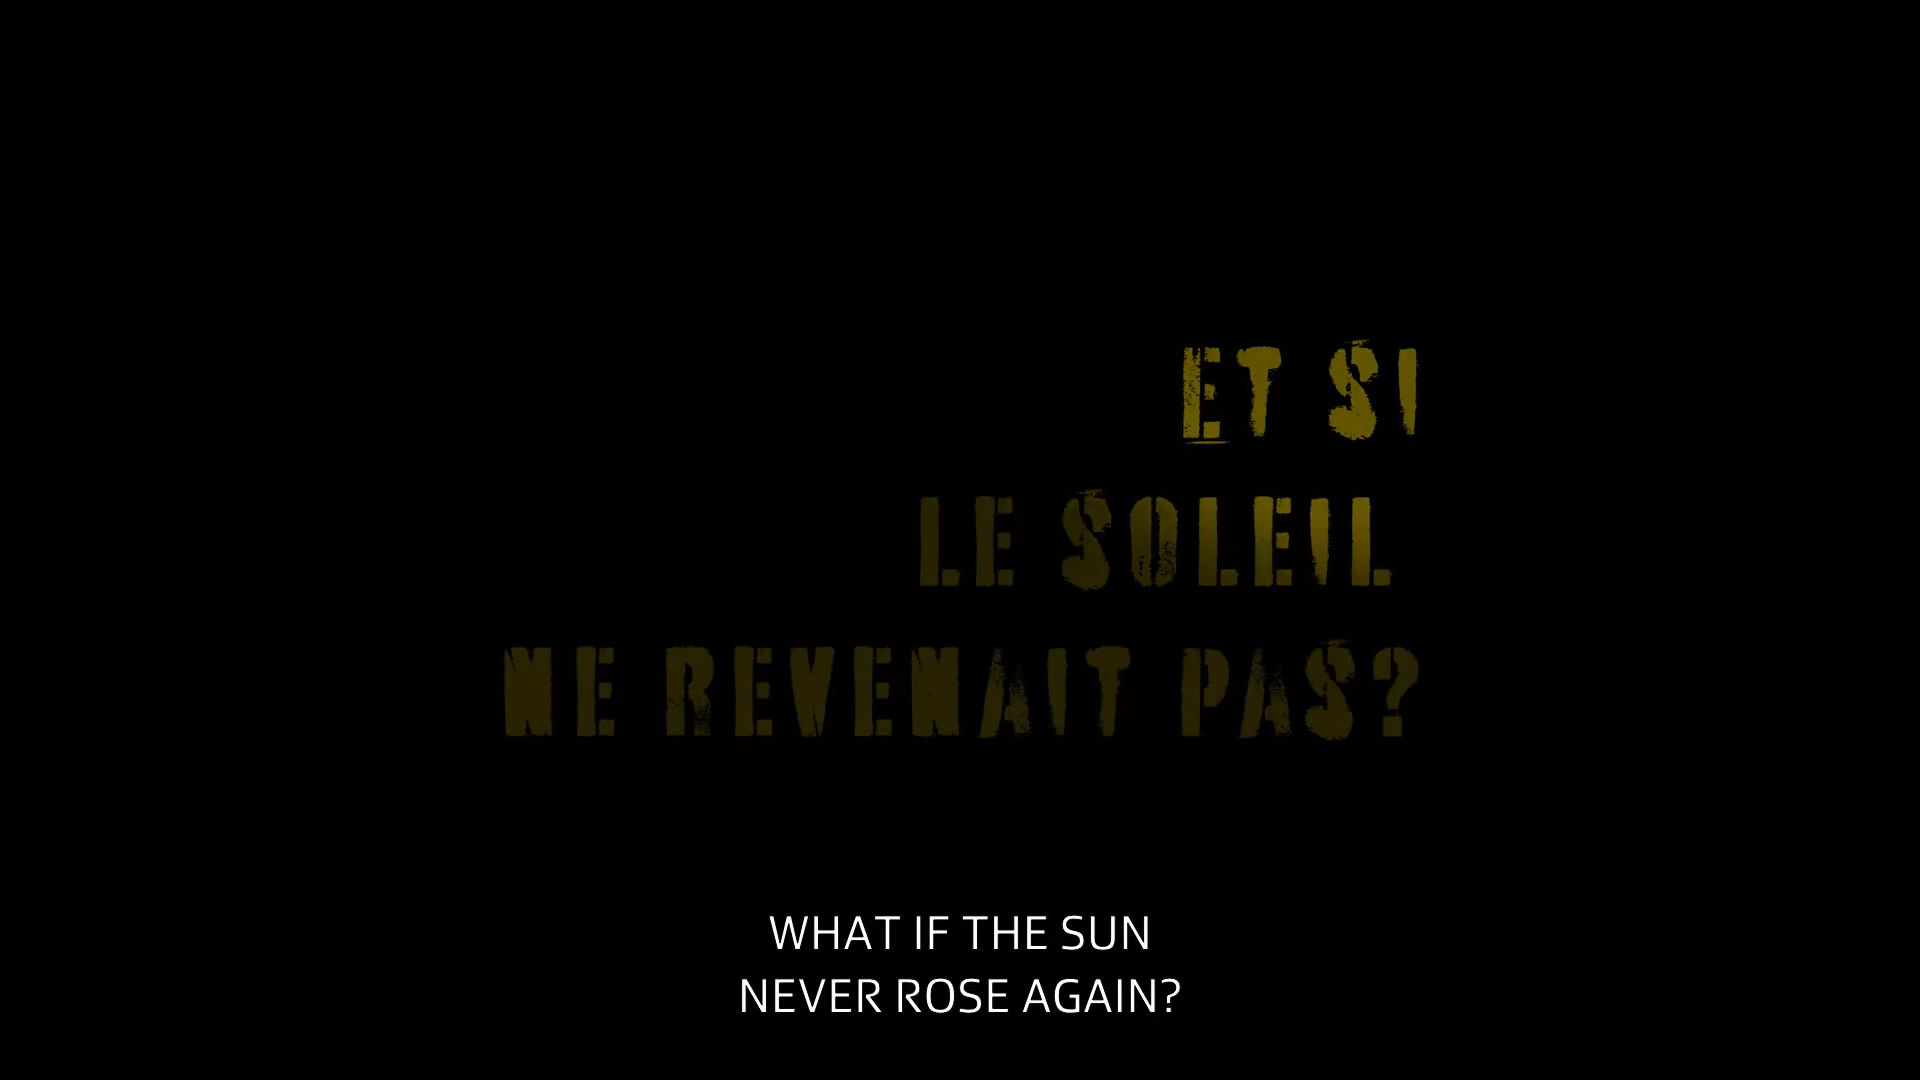 ET SI
LE SOLEIL
NE REVENAIT PAS?
WHAT IF THE SUN
NEVER ROSE AGAIN?